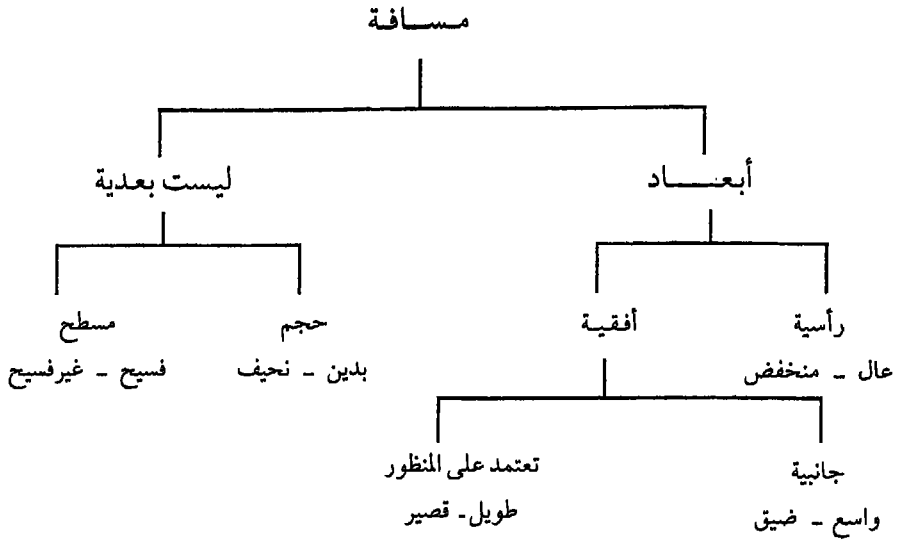 مسافة
أبعاد
ليست بعدية
رأسية
أفقية
حجم
مسطح
عال - منخفض
بدين - نحيف
فسيح - غيرفسيح
جانبية
تعتمد على المنظور
واسع - ضيق
طويل - قصير